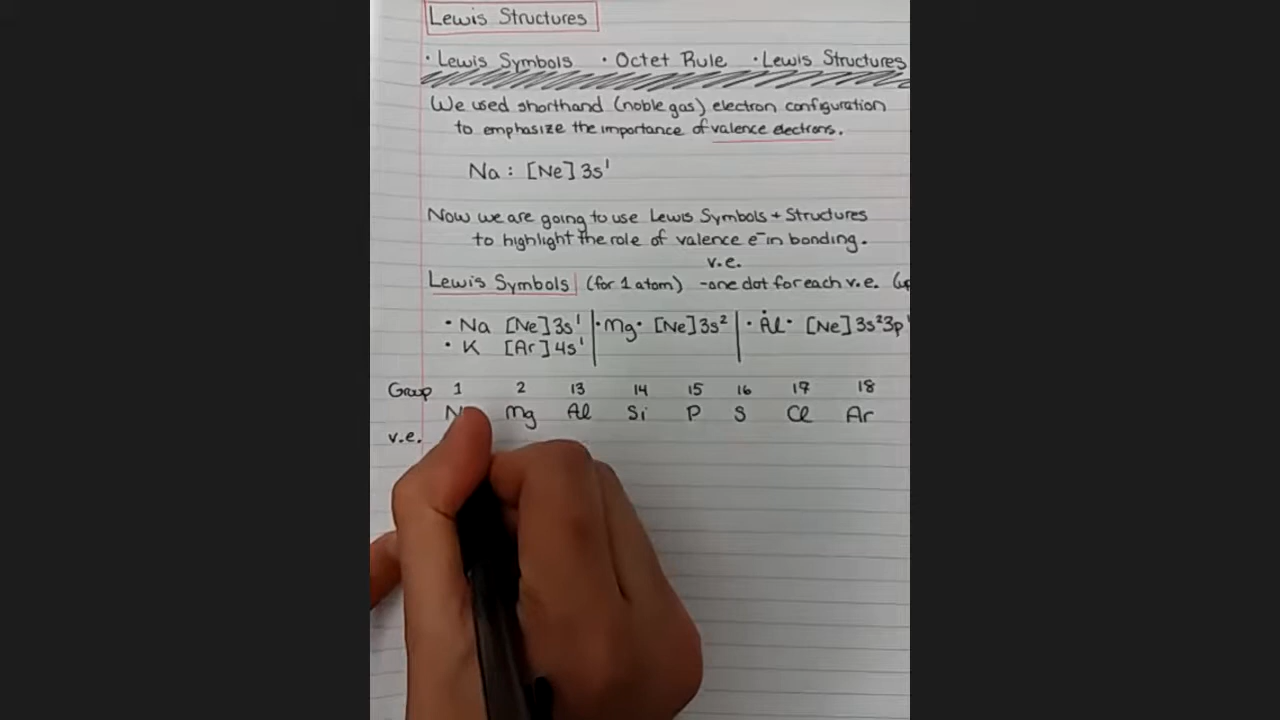 Lewis Structures
· Lewis Symbols · Octet Rule · Lewis Structures
We used shorthand (noble gas) electron configuration
to emphasize the importance of valence electrons.
Na : [Ne] 3s¹
Now we are going to use Lewis Symbols + Structures
to highlight the role of valence e⁻ in bonding.
v.e.
Lewis Symbols (for 1 atom) - one dot for each v.e.
· Na [Ne] 3s¹ | · Mg · [Ne] 3s² | · Al · [Ne] 3s²3p¹
· K [Ar] 4s¹
Group 1 2 13 14 15 16 17 18
Mg Al Si P S Cl Ar
v.e.